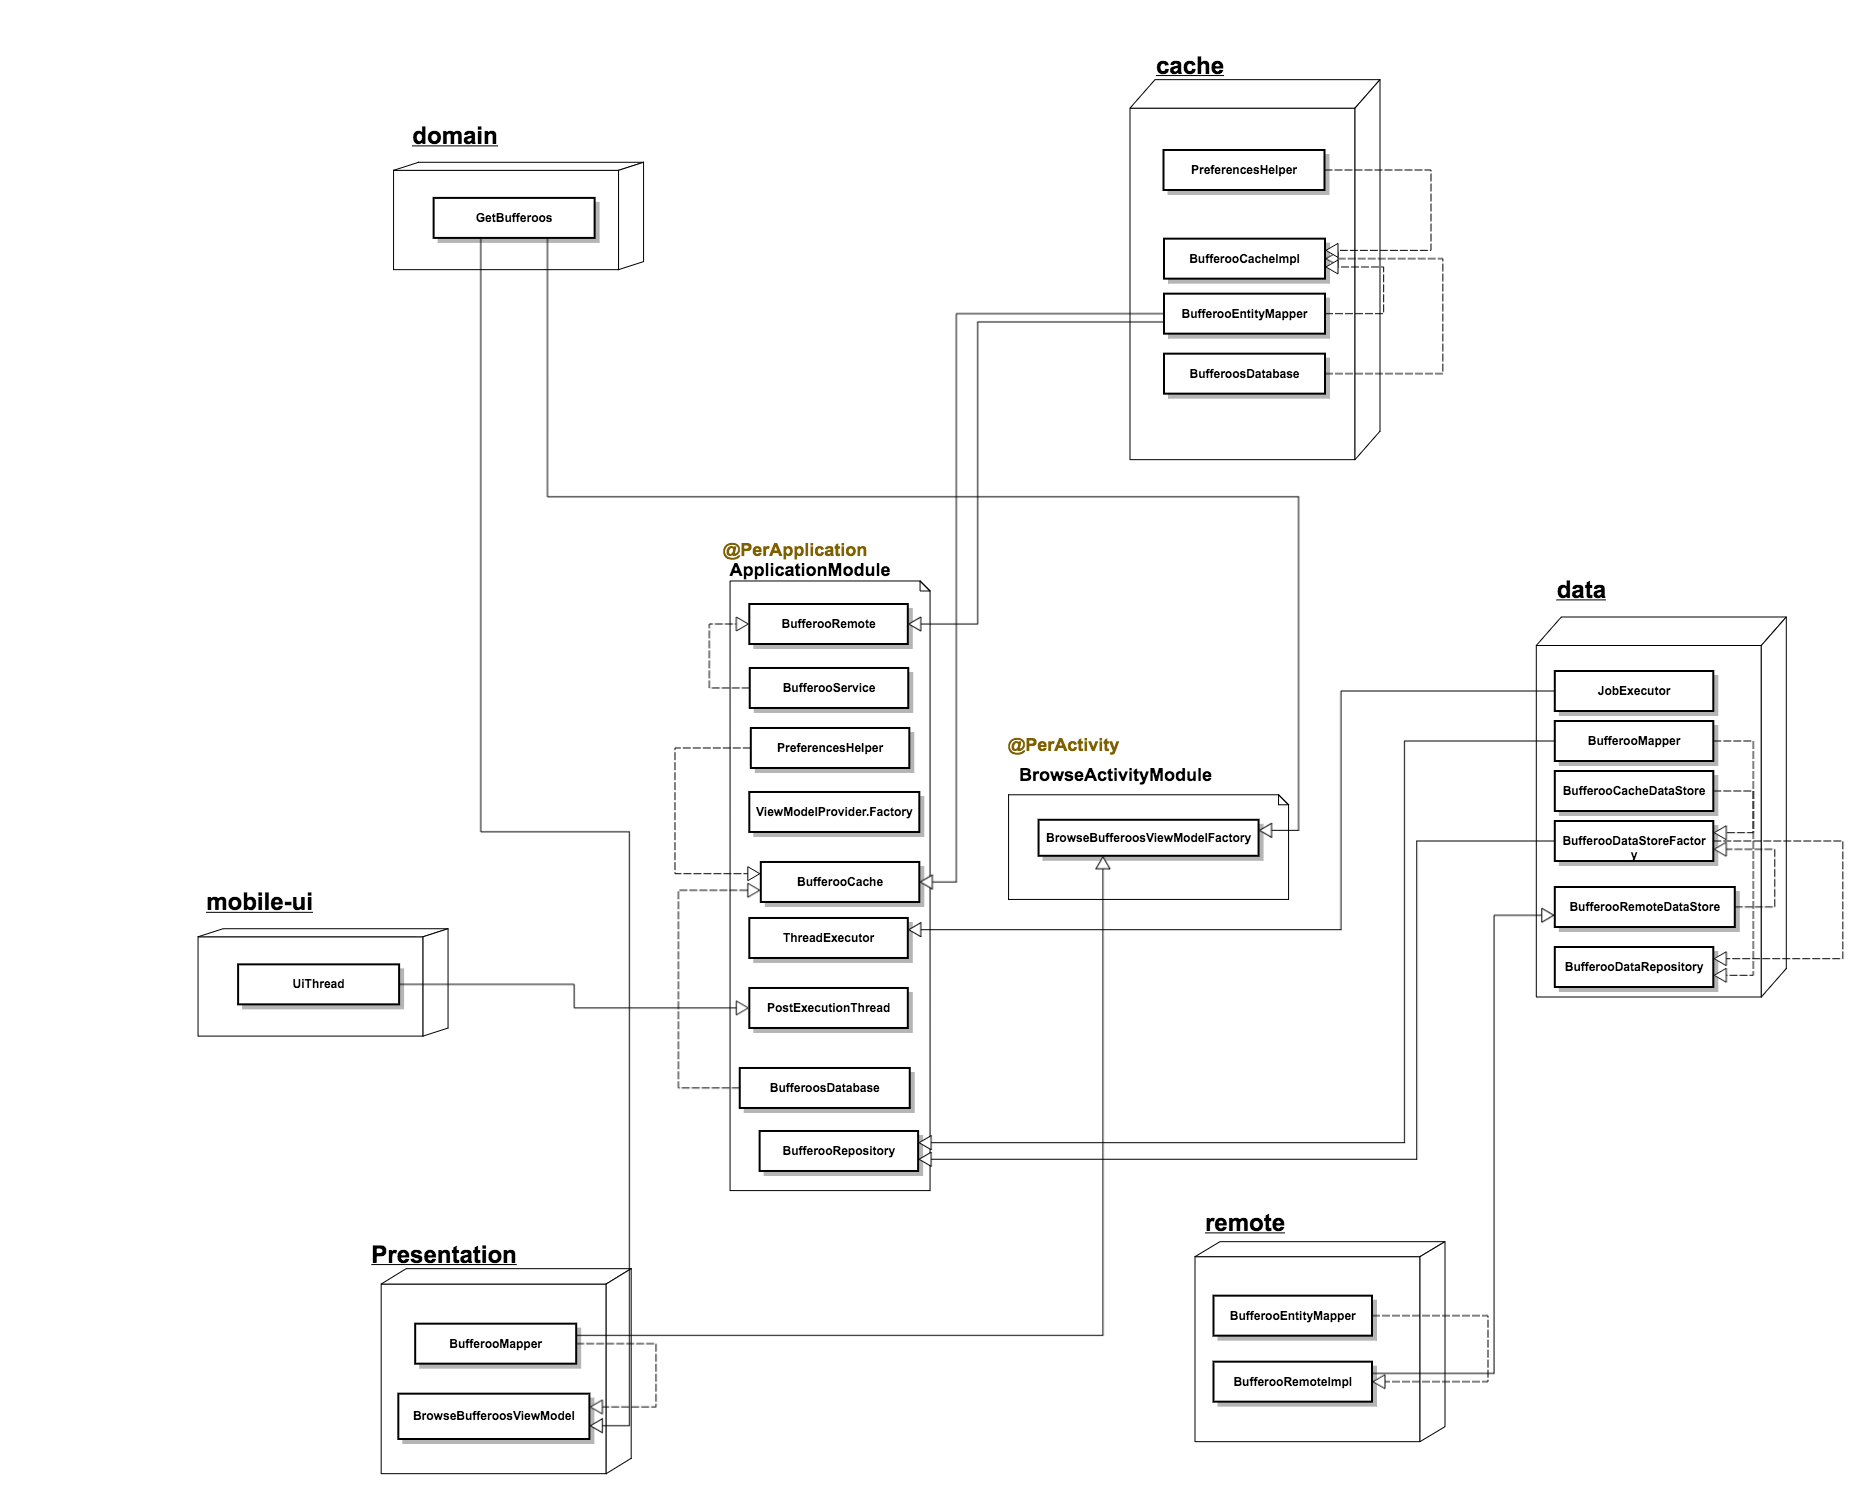 cache
PreferencesHelper
BufferooCacheImpl
BufferooEntityMapper
BufferoosDatabase
domain
GetBufferoos
@PerApplication
ApplicationModule
BufferooRemote
BufferooService
PreferencesHelper
ViewModelProvider.Factory
BufferooCache
ThreadExecutor
PostExecutionThread
BufferoosDatabase
BufferooRepository
@PerActivity
BrowseActivityModule
BrowseBufferoosViewModelFactory
data
JobExecutor
BufferooMapper
BufferooCacheDataStore
BufferooDataStoreFactor
y
BufferooRemoteDataStore
BufferooDataRepository
mobile-ui
UiThread
Presentation
BufferooMapper
BrowseBufferoosViewModel
remote
BufferooEntityMapper
BufferooRemoteImpl